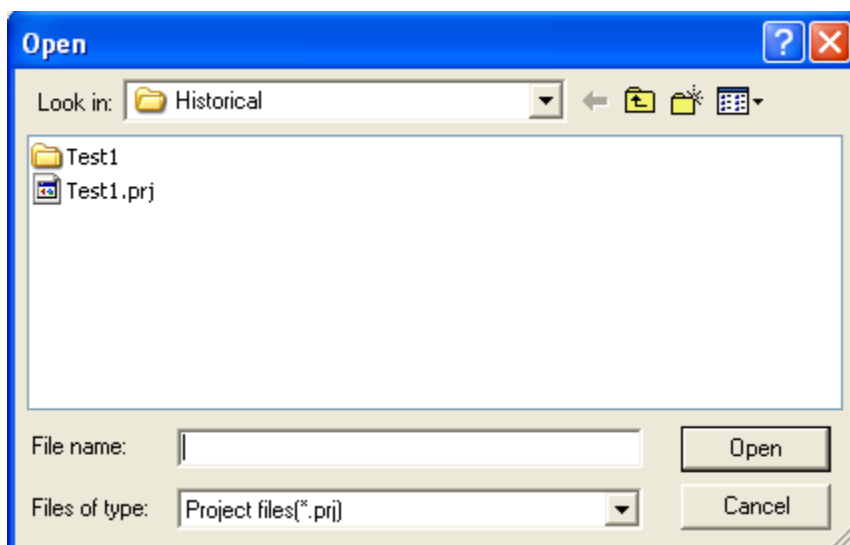 Open
Look in: Historical
Test1
Test1.prj
File name: Open
Files of type: Project files(*.prj) Cancel